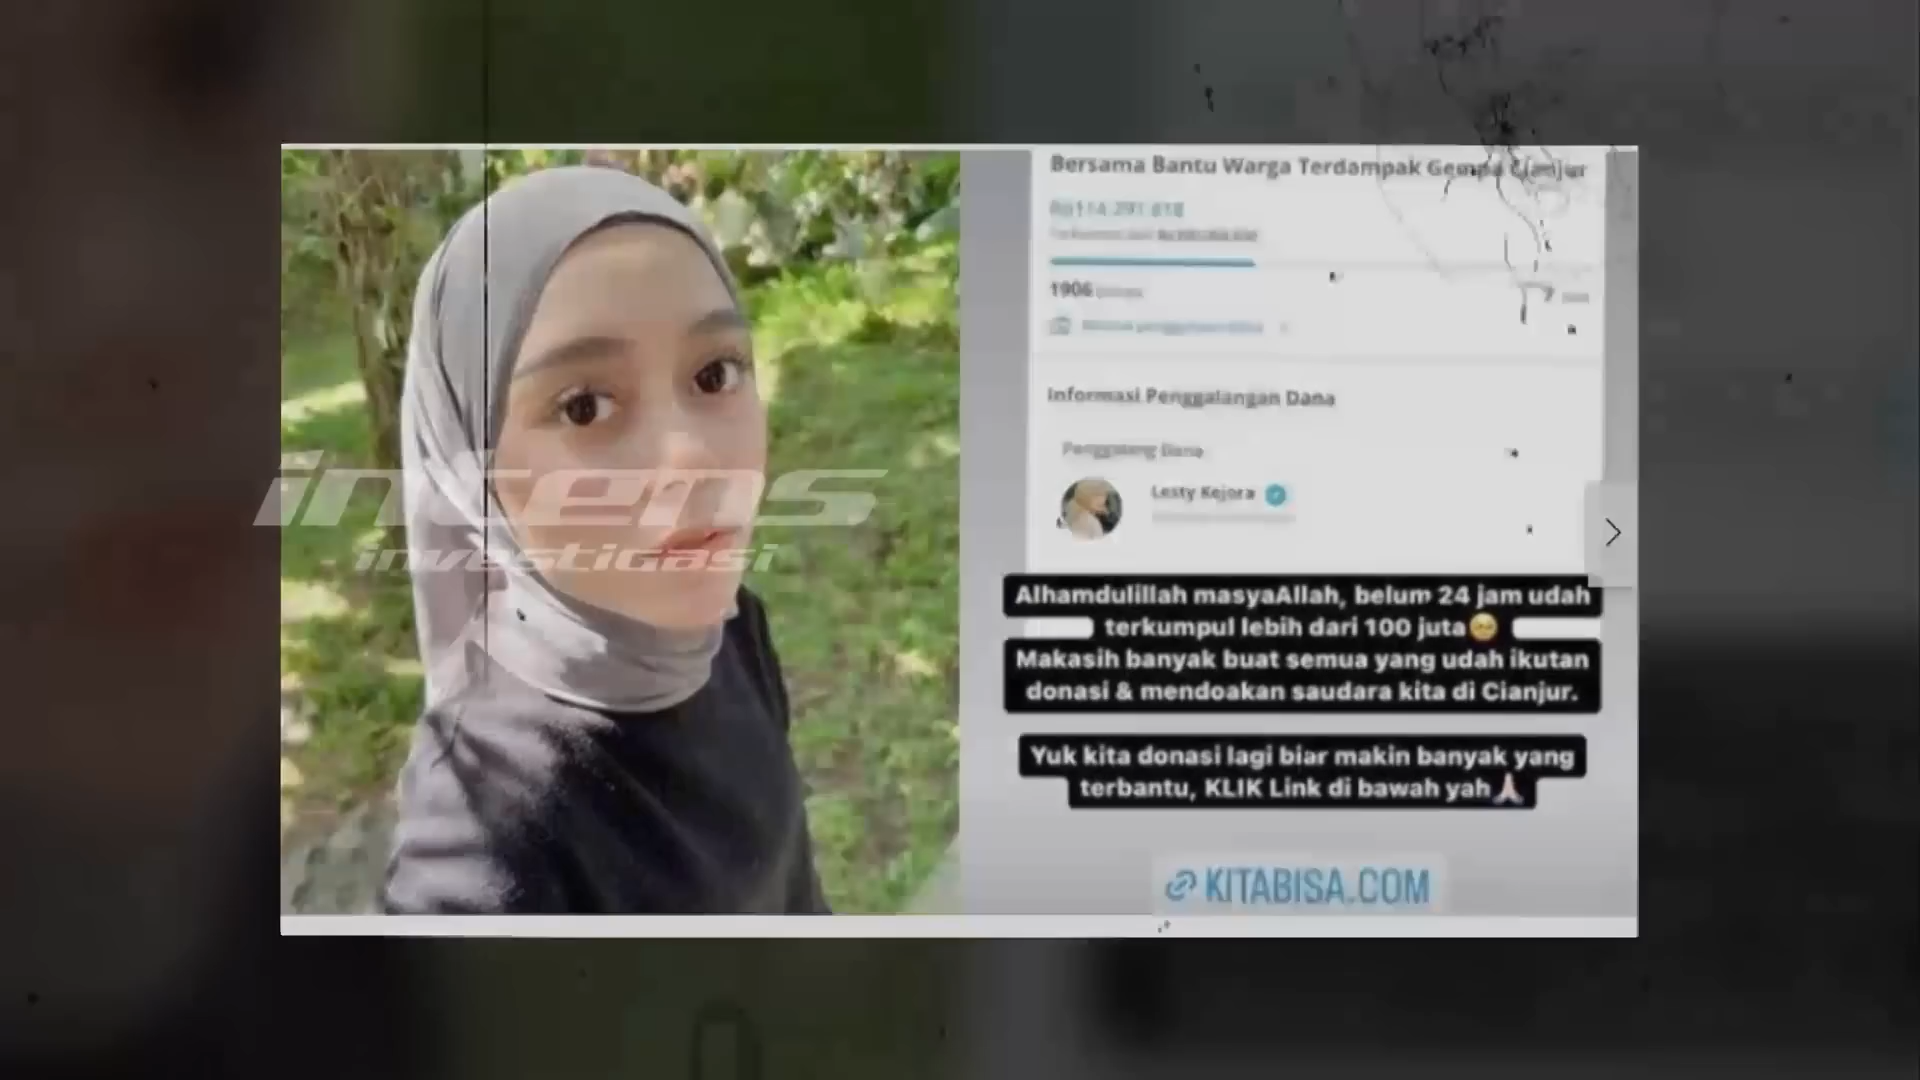 intens
investigasi
Bersama Bantu Warga Terdampak Gempa Cianjur
1906
Informasi Penggalangan Dana
Penggalang Dana
Lesty Kejora
Alhamdulillah masyaAllah, belum 24 jam udah
terkumpul lebih dari 100 juta🥺
Makasih banyak buat semua yang udah ikutan
donasi & mendoakan saudara kita di Cianjur.
Yuk kita donasi lagi biar makin banyak yang
terbantu, KLIK Link di bawah yah🙏🏻
KITABISA.COM